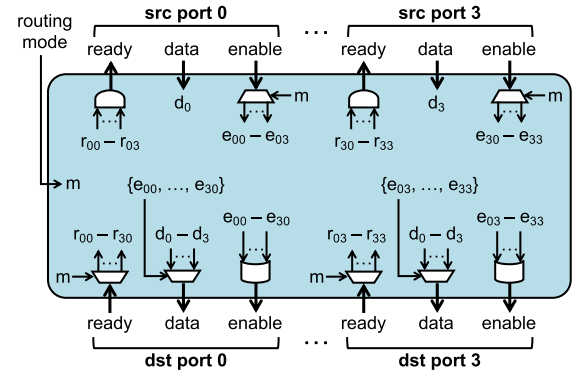 src port 0 ... src port 3
routing mode
ready data enable ready data enable
d₀ m d₃ m
r₀₀ – r₀₃ e₀₀ – e₀₃ r₃₀ – r₃₃ e₃₀ – e₃₃
m {e₀₀, ..., e₃₀} {e₀₃, ..., e₃₃}
e₀₀ – e₃₀ e₀₃ – e₃₃
r₀₀ – r₃₀ d₀ – d₃ r₀₃ – r₃₃ d₀ – d₃
m m
ready data enable ready data enable
dst port 0 ... dst port 3